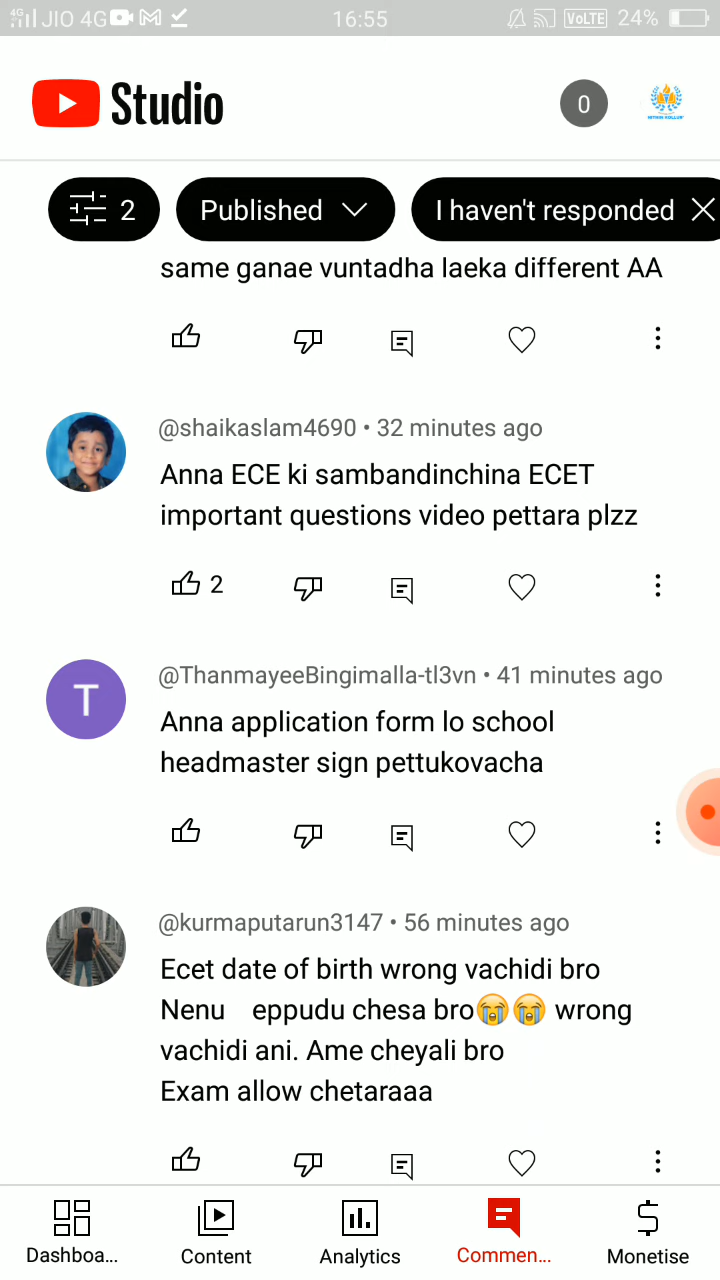 4G JIO 4G 16:55 VoLTE 24%
Studio 0
2 Published I haven't responded
same ganae vuntadha laeka different AA
@shaikaslam4690 • 32 minutes ago
Anna ECE ki sambandinchina ECET
important questions video pettara plzz
2
T
@ThanmayeeBingimalla-tl3vn • 41 minutes ago
Anna application form lo school
headmaster sign pettukovacha
@kurmaputarun3147 • 56 minutes ago
Ecet date of birth wrong vachidi bro
Nenu eppudu chesa bro😭😭 wrong
vachidi ani. Ame cheyali bro
Exam allow chetaraaa
Dashboa... Content Analytics Commen... Monetise